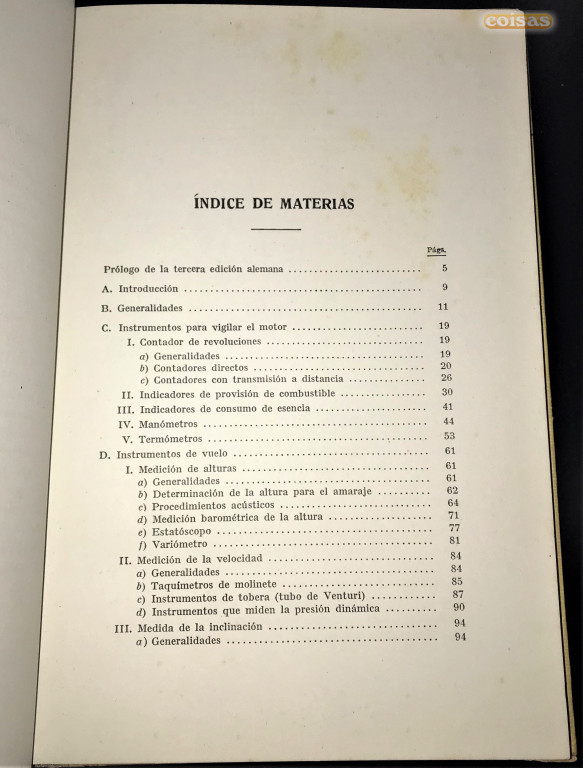 coisas
ÍNDICE DE MATERIAS
Págs.
Prólogo de la tercera edición alemana 5
A. Introducción 9
B. Generalidades 11
C. Instrumentos para vigilar el motor 19
I. Contador de revoluciones 19
a) Generalidades 19
b) Contadores directos 20
c) Contadores con transmisión a distancia 26
II. Indicadores de provisión de combustible 30
III. Indicadores de consumo de esencia 41
IV. Manómetros 44
V. Termómetros 53
D. Instrumentos de vuelo 61
I. Medición de alturas 61
a) Generalidades 61
b) Determinación de la altura para el amaraje 62
c) Procedimientos acústicos 64
d) Medición barométrica de la altura 71
e) Estatóscopo 77
f) Variómetro 81
II. Medición de la velocidad 84
a) Generalidades 84
b) Taquímetros de molinete 85
c) Instrumentos de tobera (tubo de Venturi) 87
d) Instrumentos que miden la presión dinámica 90
III. Medida de la inclinación 94
a) Generalidades 94